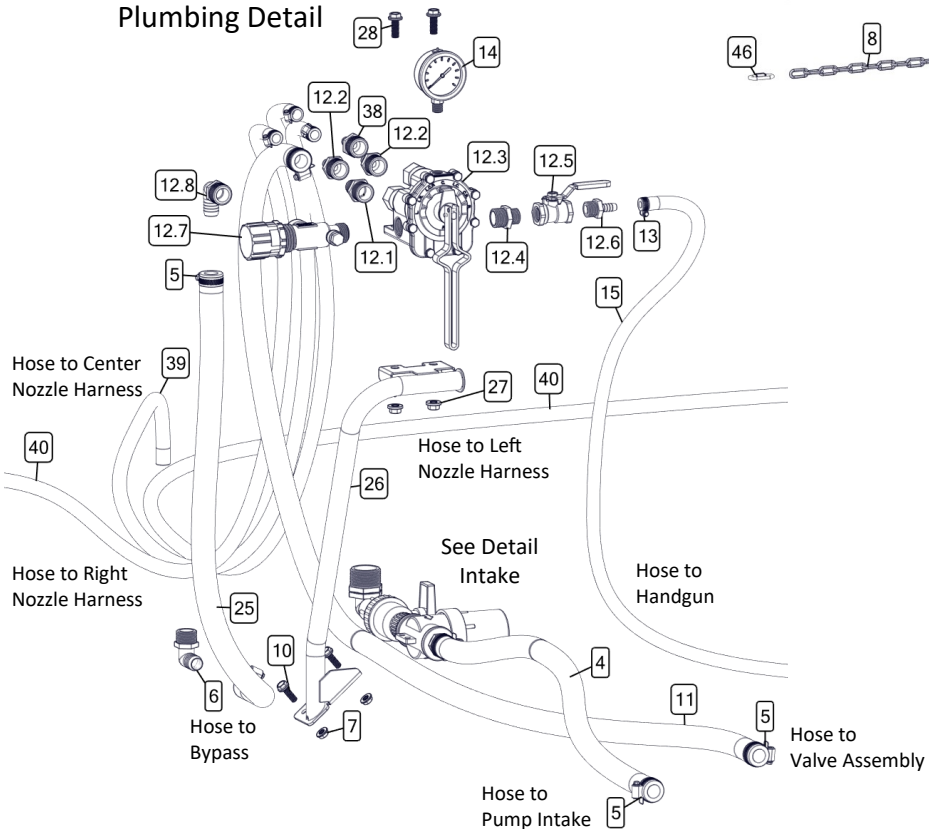 Plumbing Detail
28
14
46
8
12.2
38
12.2
12.3
12.5
12.8
12.7
12.1
12.4
12.6
13
5
15
Hose to Center
Nozzle Harness
39
27
40
40
Hose to Left
Nozzle Harness
26
See Detail
Intake
Hose to Right
Nozzle Harness
Hose to
Handgun
25
10
4
6
11
5
Hose to
Bypass
7
Hose to
Valve Assembly
Hose to
Pump Intake
5